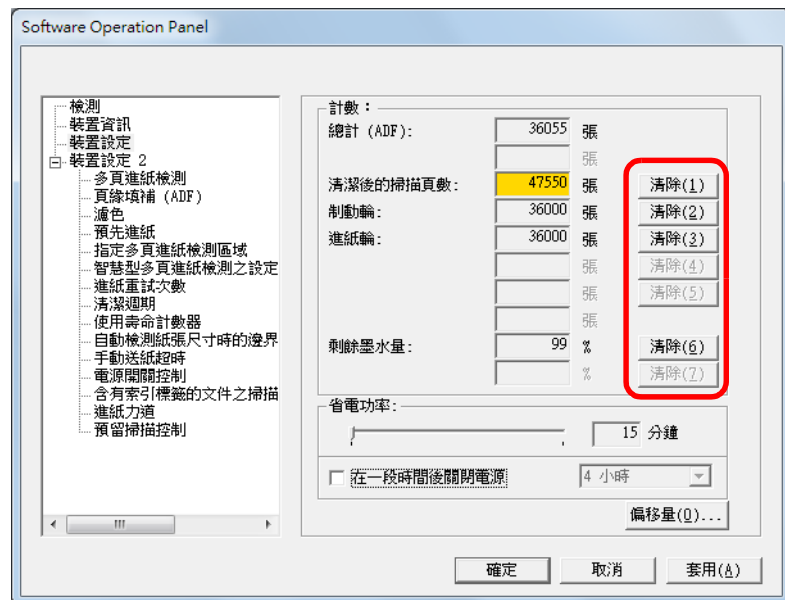 Software Operation Panel
檢測
裝置資訊
裝置設定
裝置設定 2
多頁進紙檢測
頁緣填補 (ADF)
濾色
預先進紙
指定多頁進紙檢測區域
智慧型多頁進紙檢測之設定
進紙重試次數
清潔週期
使用壽命計數器
自動檢測紙張尺寸時的邊界
手動送紙超時
電源開關控制
含有索引標籤的文件之掃描
進紙力道
預留掃描控制
計數：
總計 (ADF): 36055 張
張
清潔後的掃描頁數: 47550 張 清除(1)
制動輪: 36000 張 清除(2)
進紙輪: 36000 張 清除(3)
張 清除(4)
張 清除(5)
張
剩餘墨水量: 99 % 清除(6)
% 清除(7)
省電功率:
15 分鐘
在一段時間後關閉電源 4 小時
偏移量(O)...
確定 取消 套用(A)